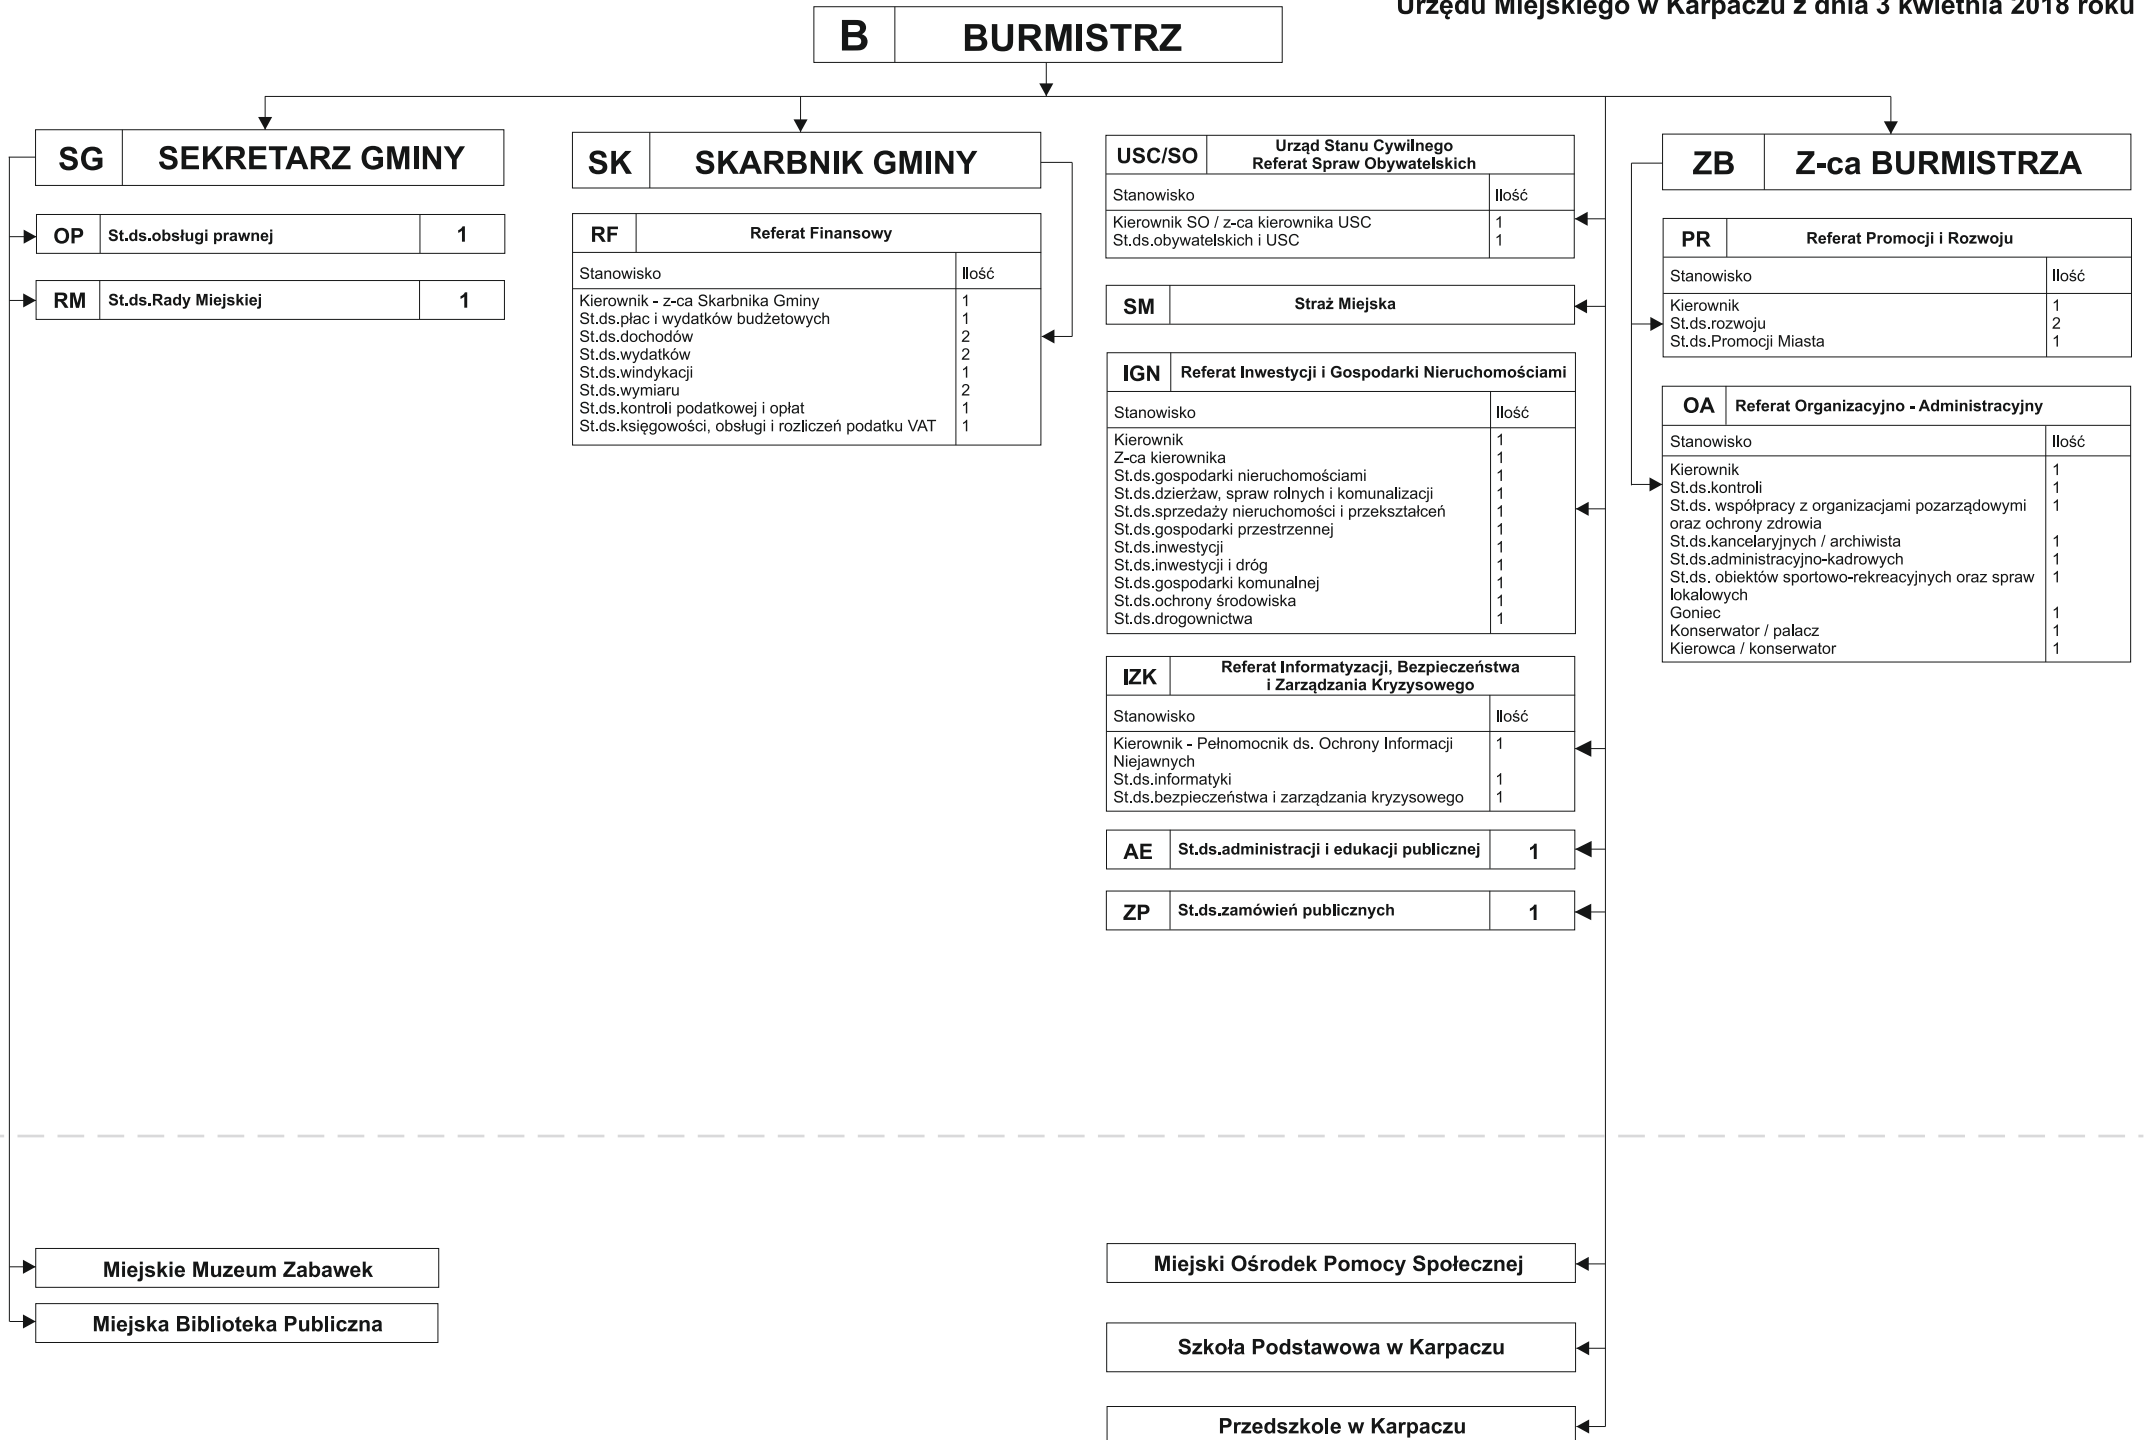 Urzędu Miejskiego w Karpaczu z dnia 3 kwietnia 2018 roku
B BURMISTRZ
SG SEKRETARZ GMINY
OP St.ds.obsługi prawnej 1
RM St.ds.Rady Miejskiej 1
SK SKARBNIK GMINY
RF Referat Finansowy
Stanowisko Ilość
Kierownik - z-ca Skarbnika Gminy 1
St.ds.płac i wydatków budżetowych 1
St.ds.dochodów 2
St.ds.wydatków 2
St.ds.windykacji 1
St.ds.wymiaru 2
St.ds.kontroli podatkowej i opłat 1
St.ds.księgowości, obsługi i rozliczeń podatku VAT 1
USC/SO Urząd Stanu Cywilnego
Referat Spraw Obywatelskich
Stanowisko Ilość
Kierownik SO / z-ca kierownika USC 1
St.ds.obywatelskich i USC 1
SM Straż Miejska
IGN Referat Inwestycji i Gospodarki Nieruchomościami
Stanowisko Ilość
Kierownik 1
Z-ca kierownika 1
St.ds.gospodarki nieruchomościami 1
St.ds.dzierżaw, spraw rolnych i komunalizacji 1
St.ds.sprzedaży nieruchomości i przekształceń 1
St.ds.gospodarki przestrzennej 1
St.ds.inwestycji 1
St.ds.inwestycji i dróg 1
St.ds.gospodarki komunalnej 1
St.ds.ochrony środowiska 1
St.ds.drogownictwa 1
IZK Referat Informatyzacji, Bezpieczeństwa
i Zarządzania Kryzysowego
Stanowisko Ilość
Kierownik - Pełnomocnik ds. Ochrony Informacji 1
Niejawnych
St.ds.informatyki 1
St.ds.bezpieczeństwa i zarządzania kryzysowego 1
AE St.ds.administracji i edukacji publicznej 1
ZP St.ds.zamówień publicznych 1
ZB Z-ca BURMISTRZA
PR Referat Promocji i Rozwoju
Stanowisko Ilość
Kierownik 1
St.ds.rozwoju 2
St.ds.Promocji Miasta 1
OA Referat Organizacyjno - Administracyjny
Stanowisko Ilość
Kierownik 1
St.ds.kontroli 1
St.ds. współpracy z organizacjami pozarządowymi 1
oraz ochrony zdrowia
St.ds.kancelaryjnych / archiwista 1
St.ds.administracyjno-kadrowych 1
St.ds. obiektów sportowo-rekreacyjnych oraz spraw 1
lokalowych
Goniec 1
Konserwator / palacz 1
Kierowca / konserwator 1
Miejskie Muzeum Zabawek
Miejska Biblioteka Publiczna
Miejski Ośrodek Pomocy Społecznej
Szkoła Podstawowa w Karpaczu
Przedszkole w Karpaczu